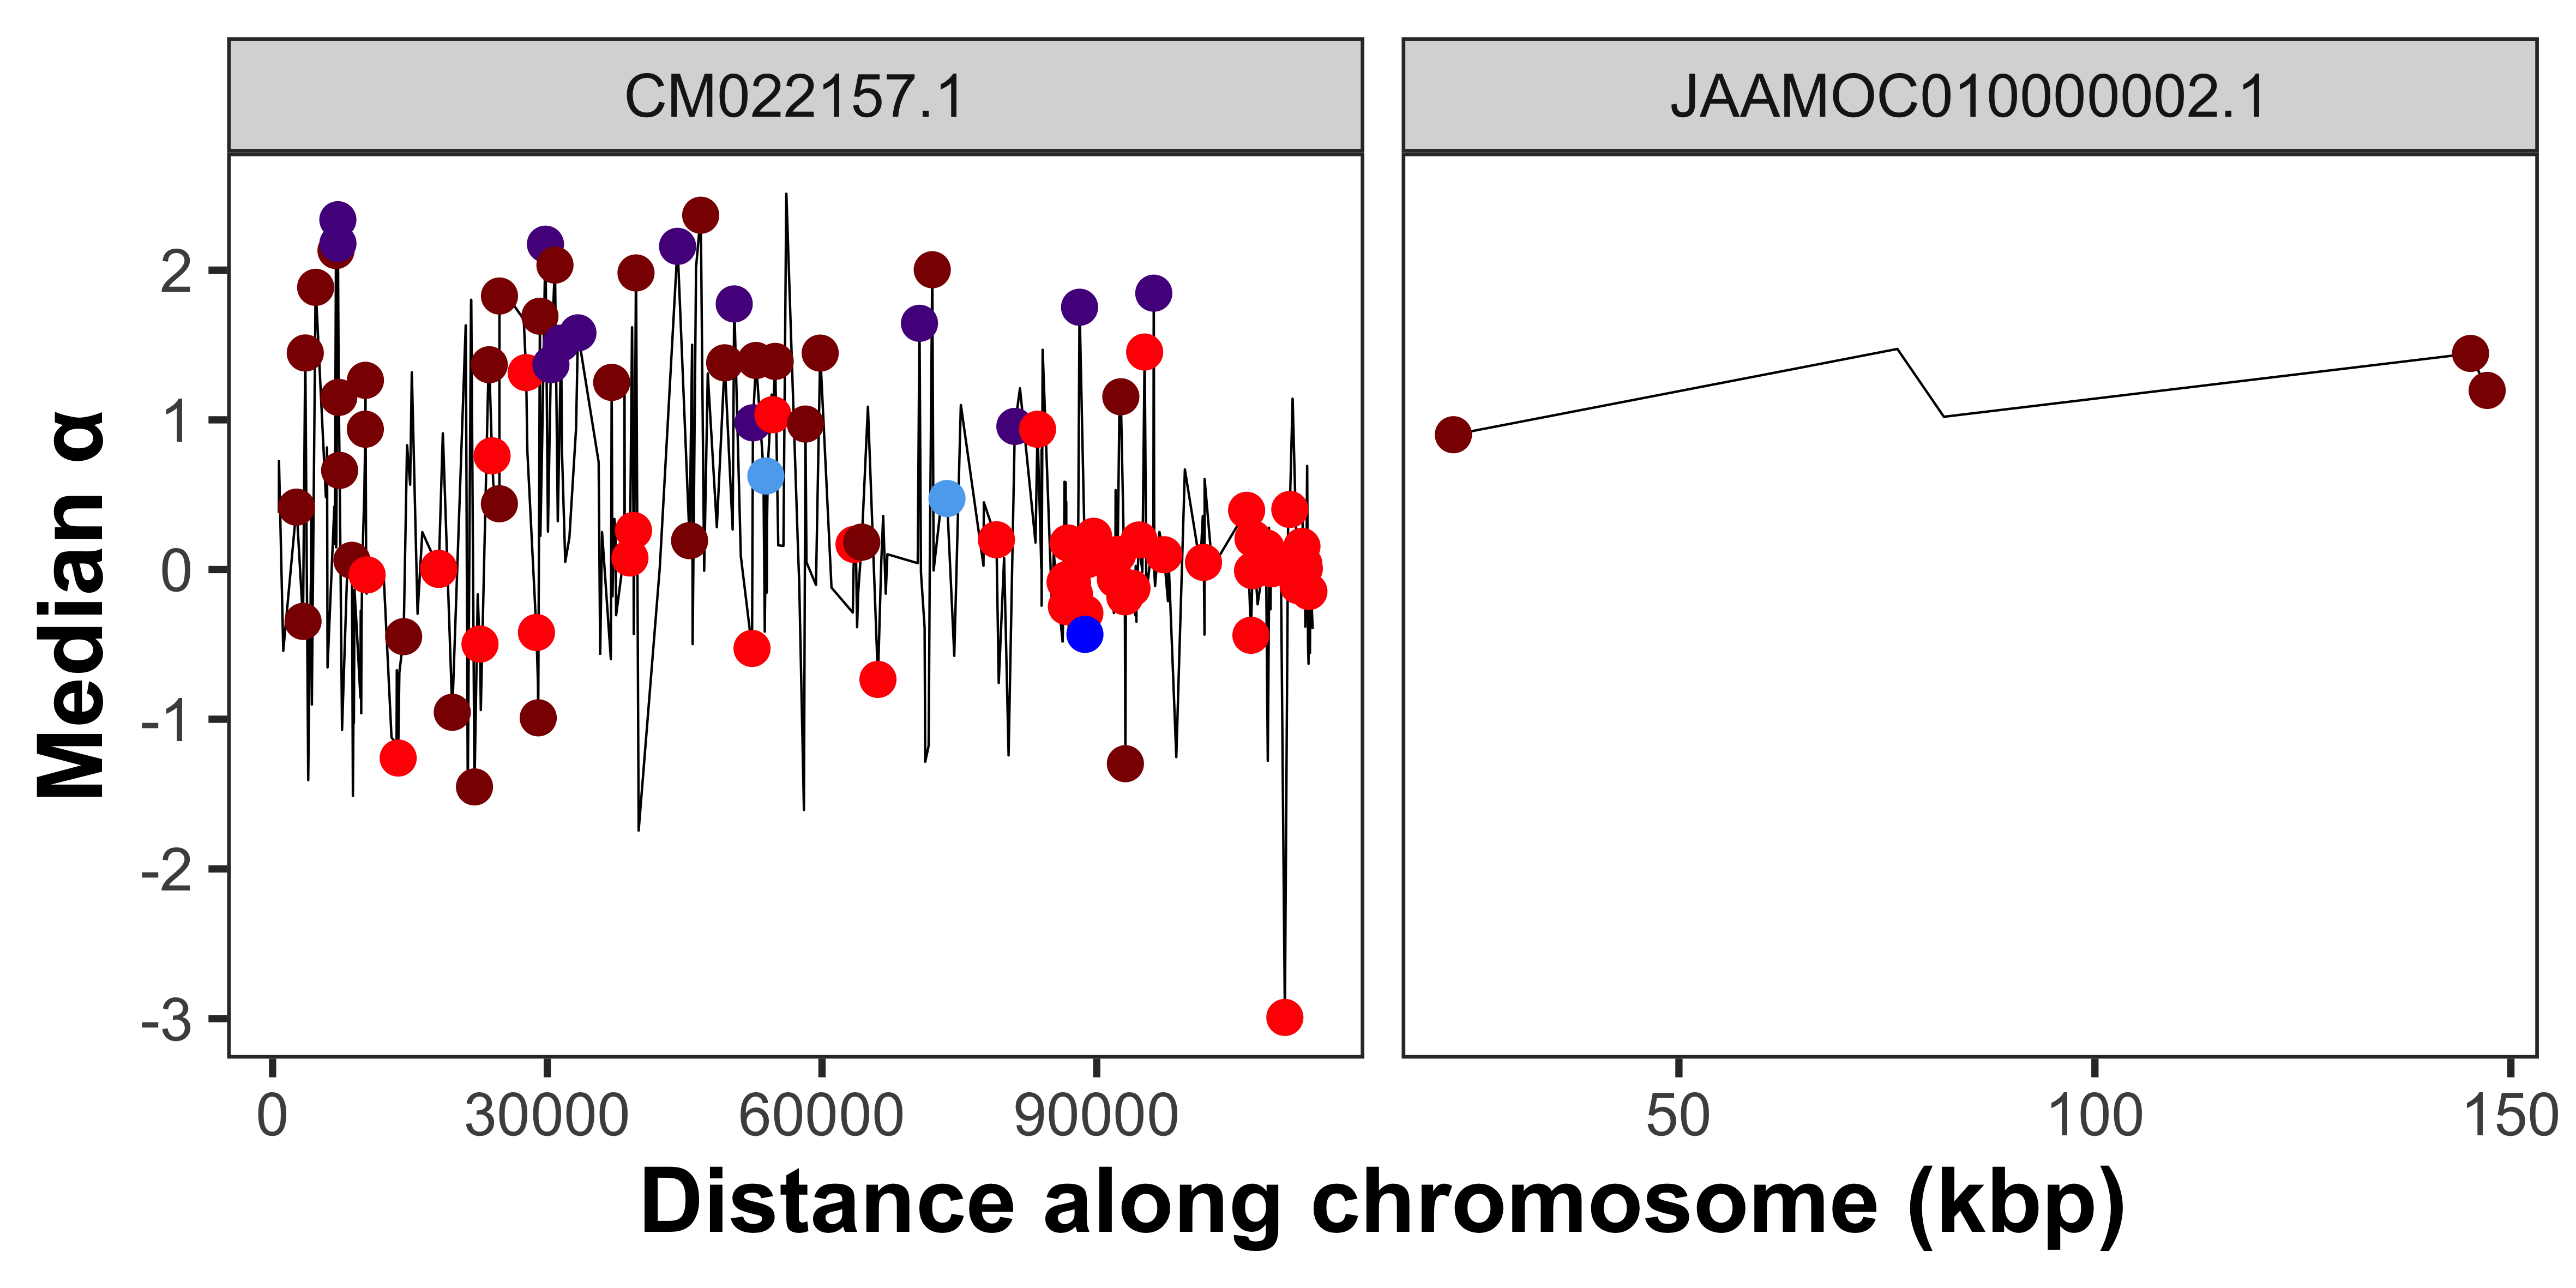 CM022157.1 JAAMOC010000002.1
2
1
0
-1
-2
-3
Median α
0 30000 60000 90000 50 100 150
Distance along chromosome (kbp)